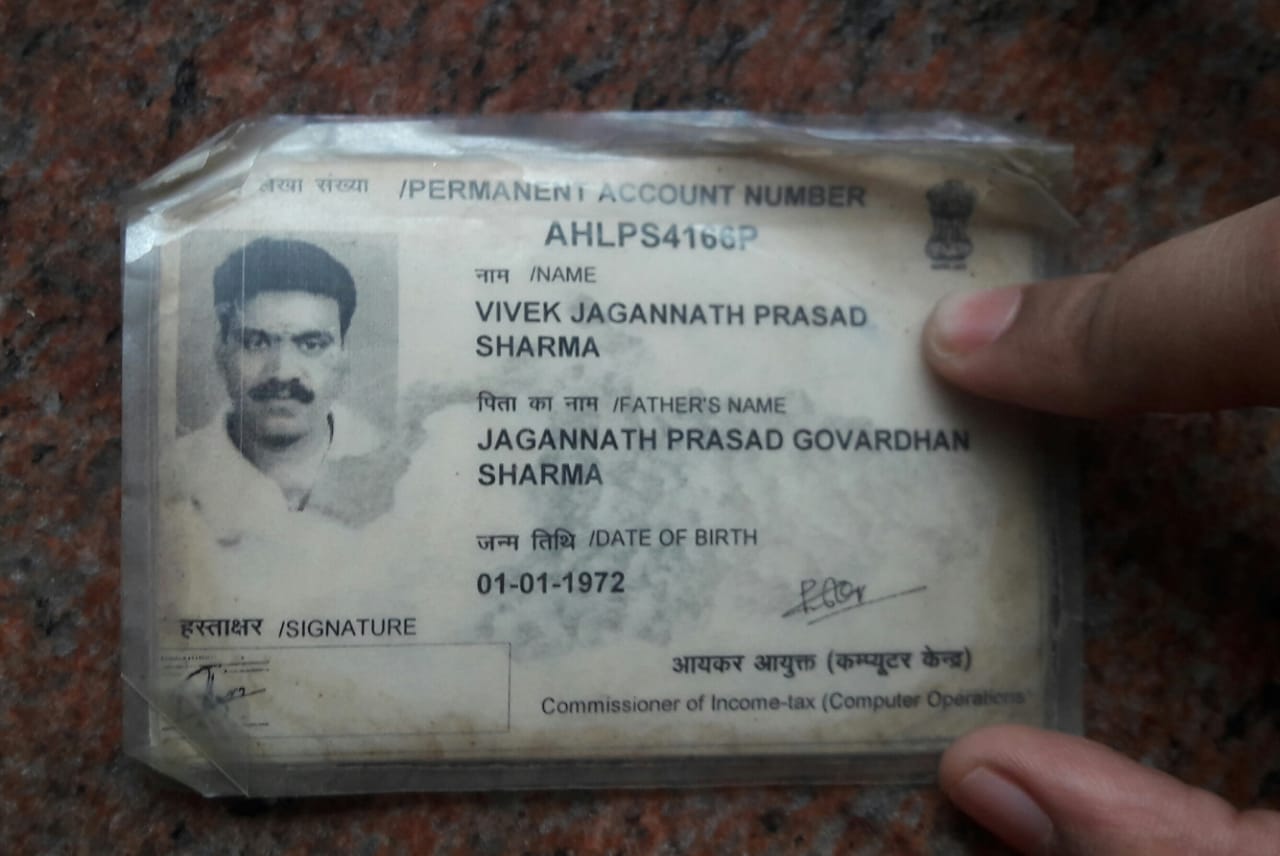 लेखा संख्या /PERMANENT ACCOUNT NUMBER
AHLPS4166P
नाम /NAME
VIVEK JAGANNATH PRASAD
SHARMA
पिता का नाम /FATHER'S NAME
JAGANNATH PRASAD GOVARDHAN
SHARMA
जन्म तिथि /DATE OF BIRTH
01-01-1972
हस्ताक्षर /SIGNATURE
आयकर आयुक्त (कम्प्यूटर केन्द्र)
Commissioner of Income-tax (Computer Operations